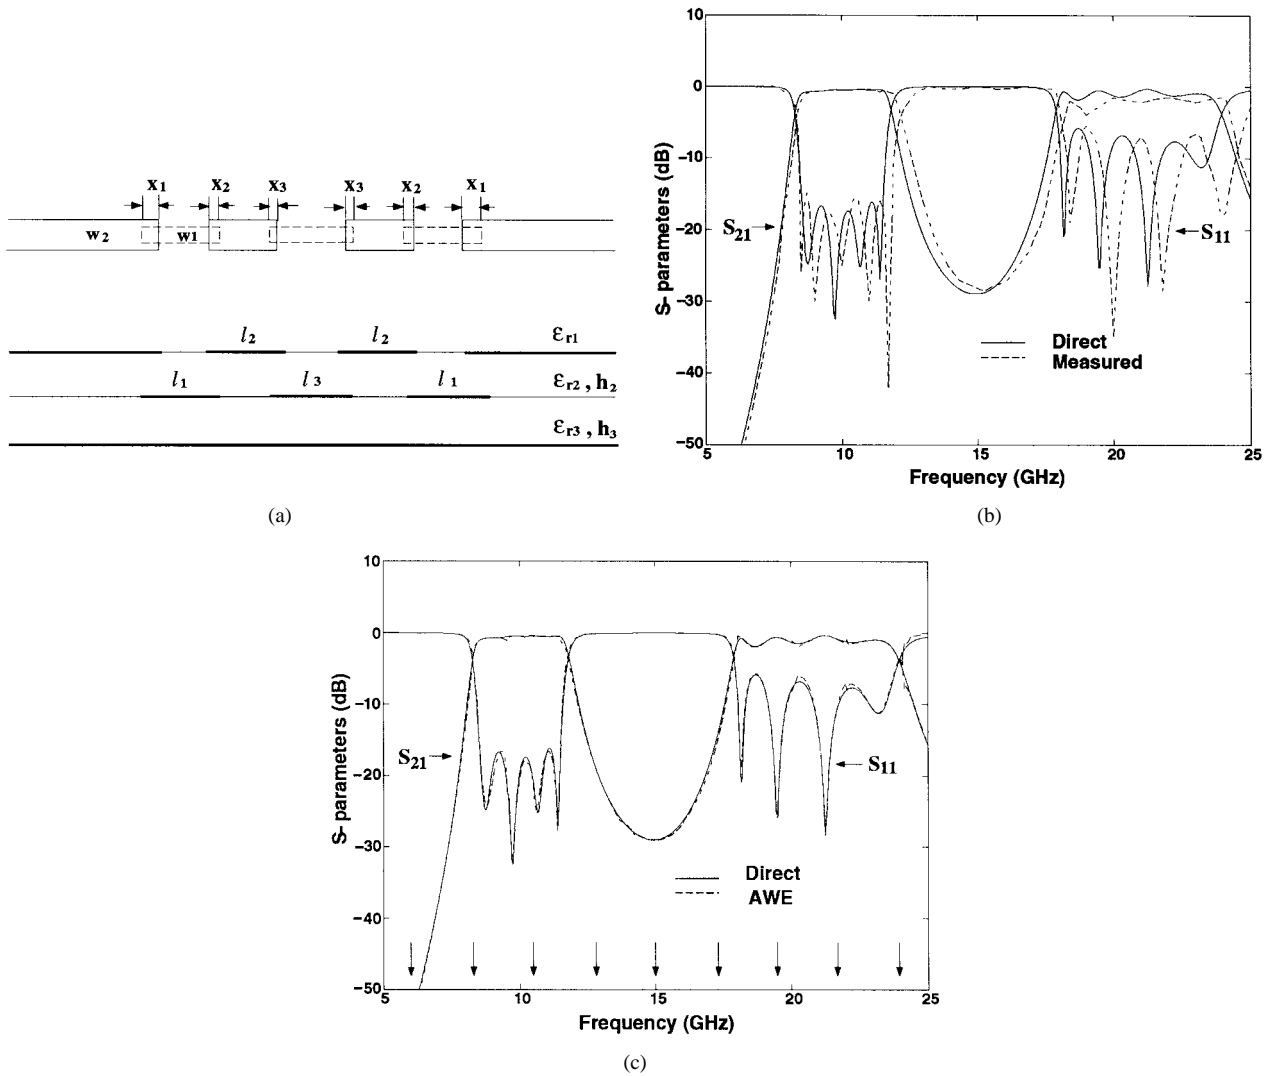 x₁ x₂ x₃ x₃ x₂ x₁
w₂ w₁
l₂ l₂ εr1
l₁ l₃ l₁ εr2 , h₂
εr3 , h₃
(a)
10
0
−10
−20
−30
−40
−50
S− parameters (dB)
S₂₁
S₁₁
Direct
Measured
5 10 15 20 25
Frequency (GHz)
(b)
10
0
−10
−20
−30
−40
−50
S− parameters (dB)
S₂₁
S₁₁
Direct
AWE
5 10 15 20 25
Frequency (GHz)
(c)